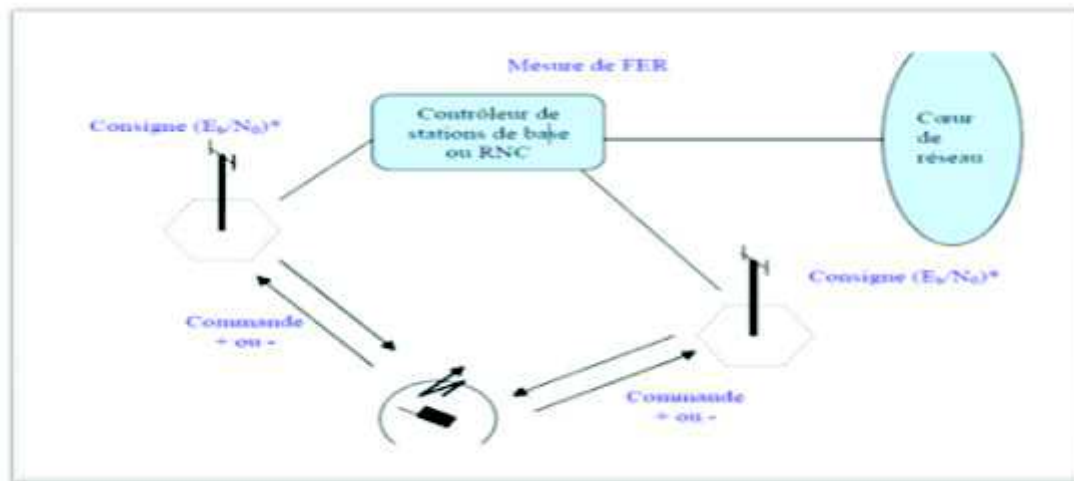 Mesure de FER
Consigne (Eb/N0)*
Contrôleur de
stations de base
ou RNC
Cœur
de
réseau
Consigne (Eb/N0)*
Commande
+ ou -
Commande
+ ou -